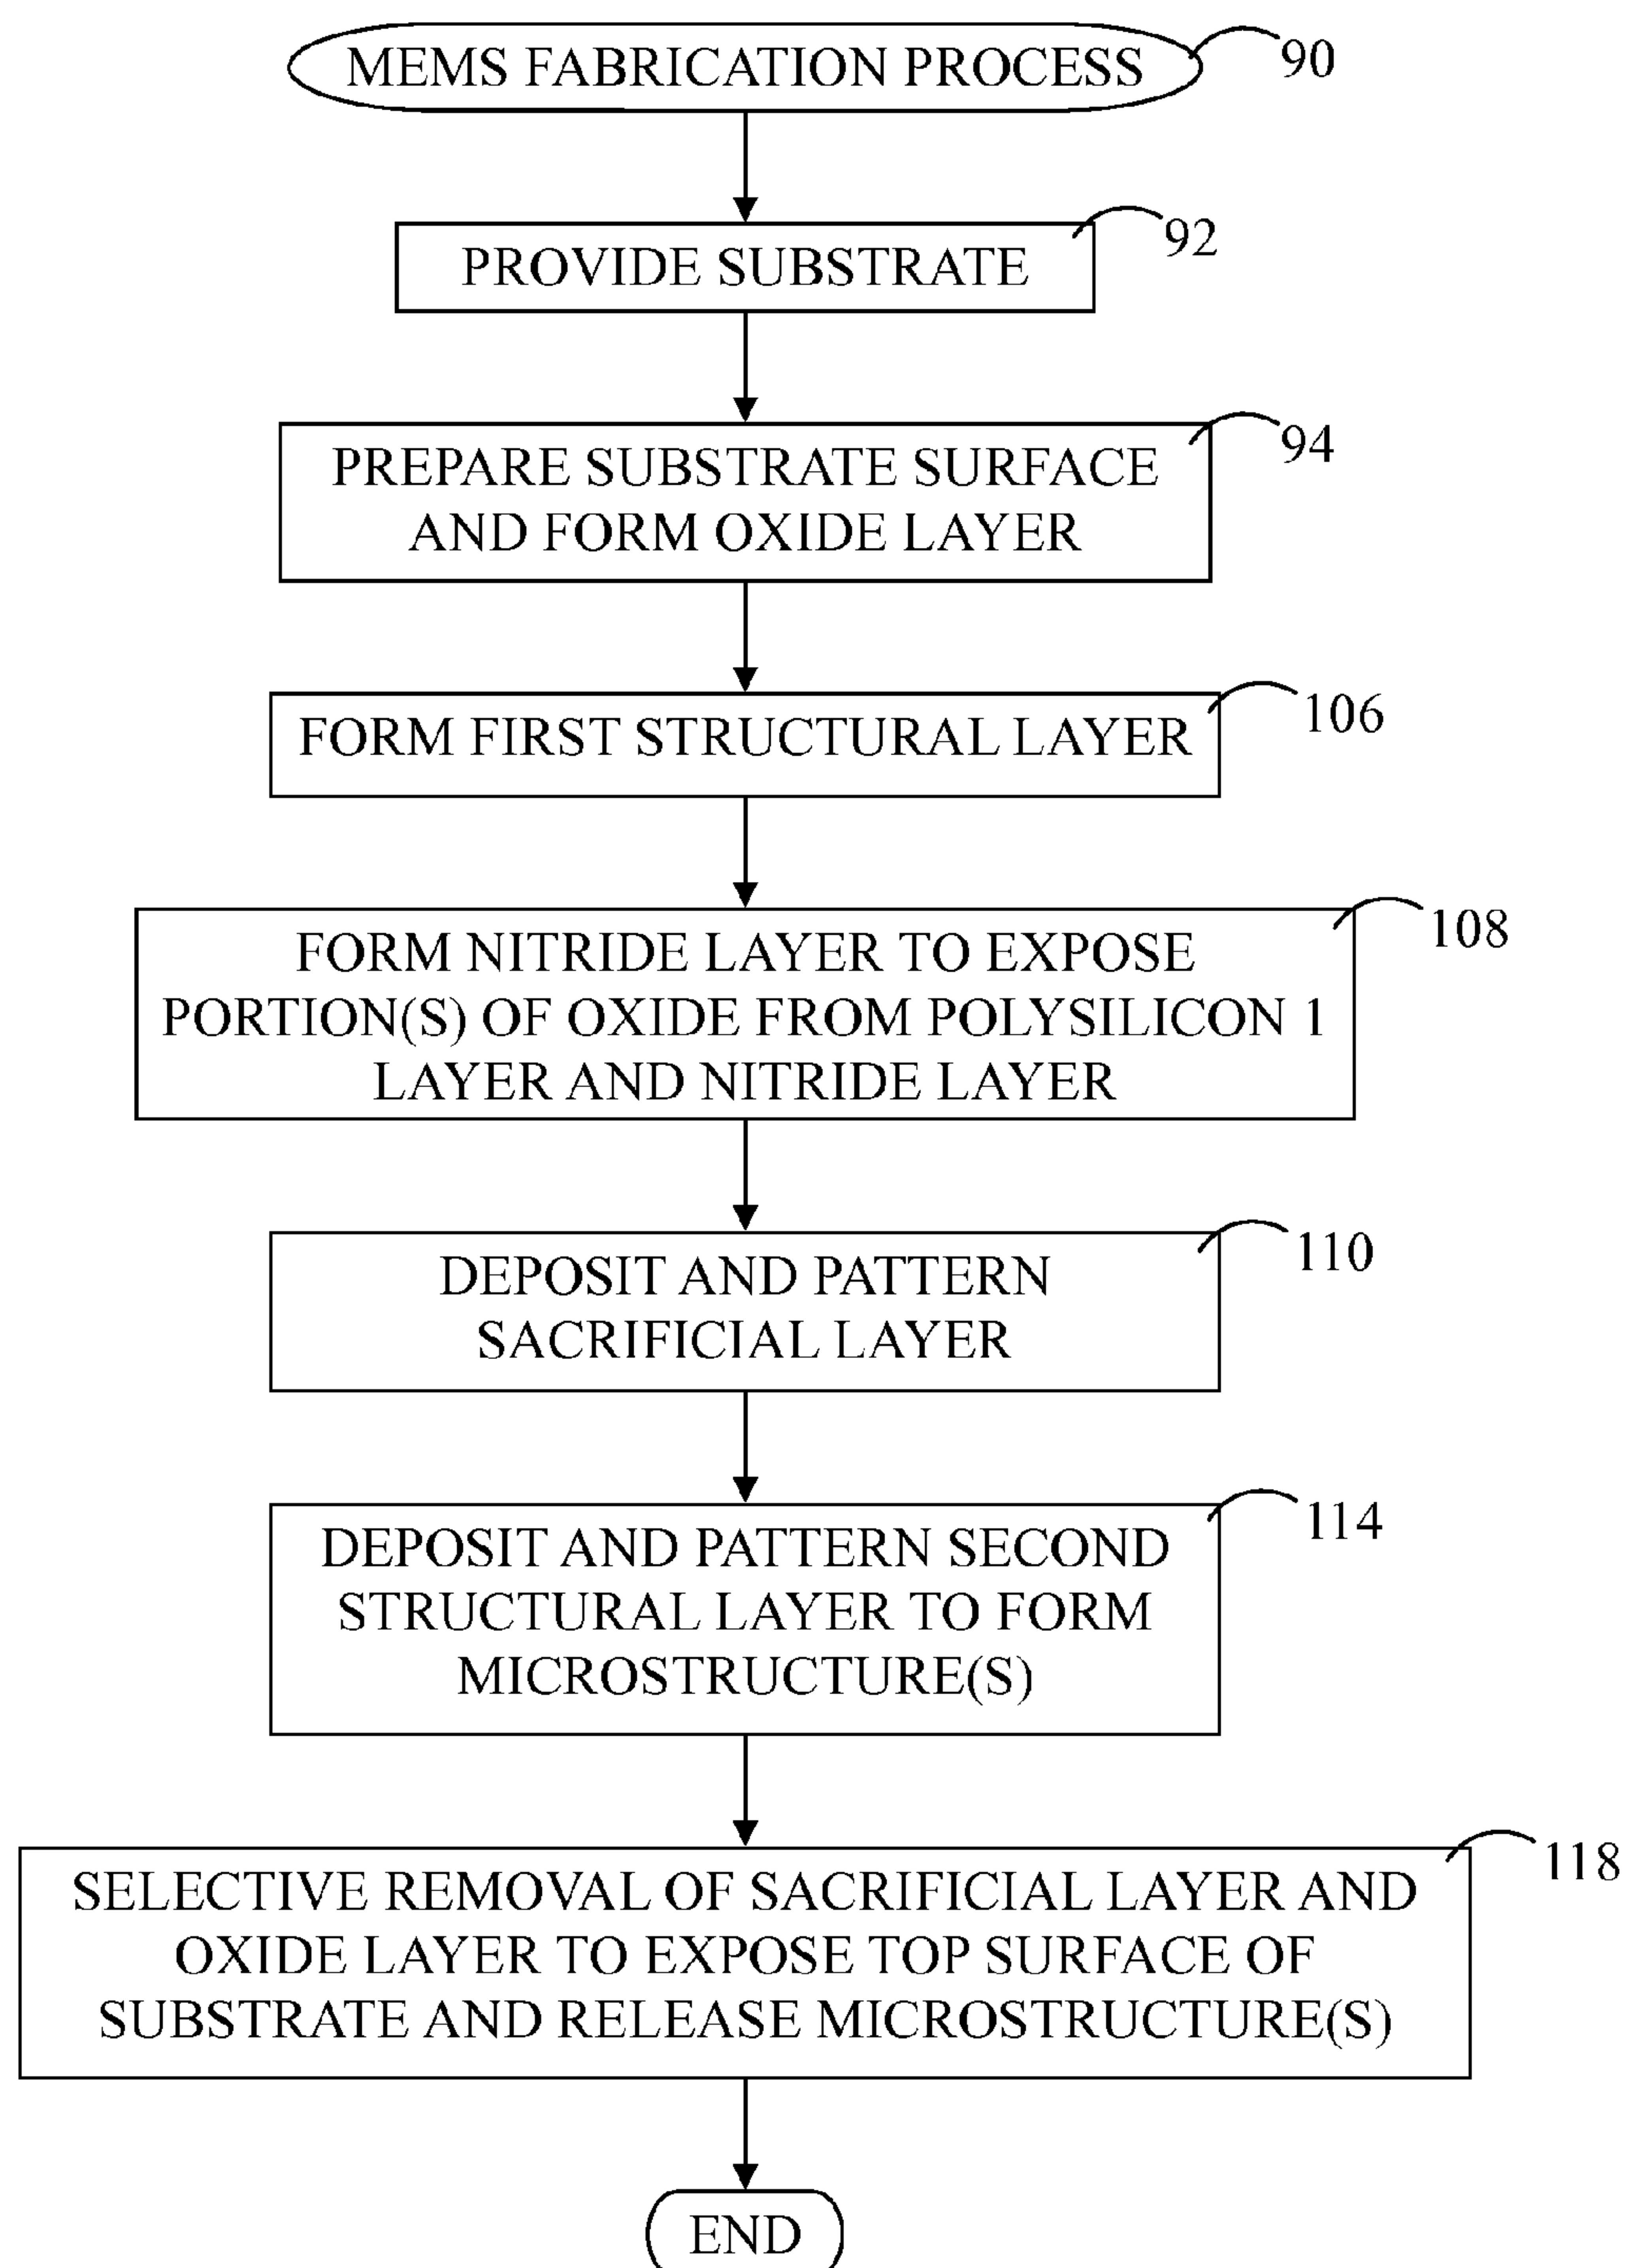 MEMS FABRICATION PROCESS
90
PROVIDE SUBSTRATE
92
PREPARE SUBSTRATE SURFACE
AND FORM OXIDE LAYER
94
FORM FIRST STRUCTURAL LAYER
106
FORM NITRIDE LAYER TO EXPOSE
PORTION(S) OF OXIDE FROM POLYSILICON 1
LAYER AND NITRIDE LAYER
108
DEPOSIT AND PATTERN
SACRIFICIAL LAYER
110
DEPOSIT AND PATTERN SECOND
STRUCTURAL LAYER TO FORM
MICROSTRUCTURE(S)
114
SELECTIVE REMOVAL OF SACRIFICIAL LAYER AND
OXIDE LAYER TO EXPOSE TOP SURFACE OF
SUBSTRATE AND RELEASE MICROSTRUCTURE(S)
118
END